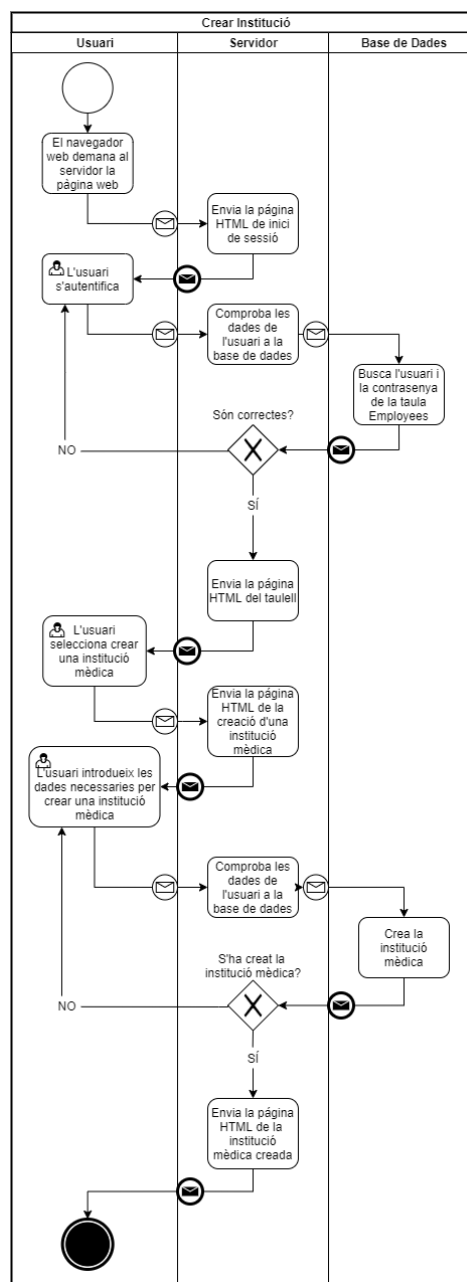 Crear Institució
Usuari
Servidor
Base de Dades
El navegador
web demana al
servidor la
pàgina web
Envia la página
HTML de inici
de sessió
L'usuari
s'autentifica
Comproba les
dades de
l'usuari a la
base de dades
Busca l'usuari i
la contrasenya
de la taula
Employees
Són correctes?
NO
SÍ
Envia la página
HTML del taulell
L'usuari
selecciona crear
una institució
mèdica
Envia la página
HTML de la
creació d'una
institució
mèdica
L'usuari introdueix les
dades necessaries per
crear una institució
mèdica
Comproba les
dades de
l'usuari a la
base de dades
Crea la
institució
mèdica
S'ha creat la
institució mèdica?
NO
SÍ
Envia la página
HTML de la
institució
mèdica creada